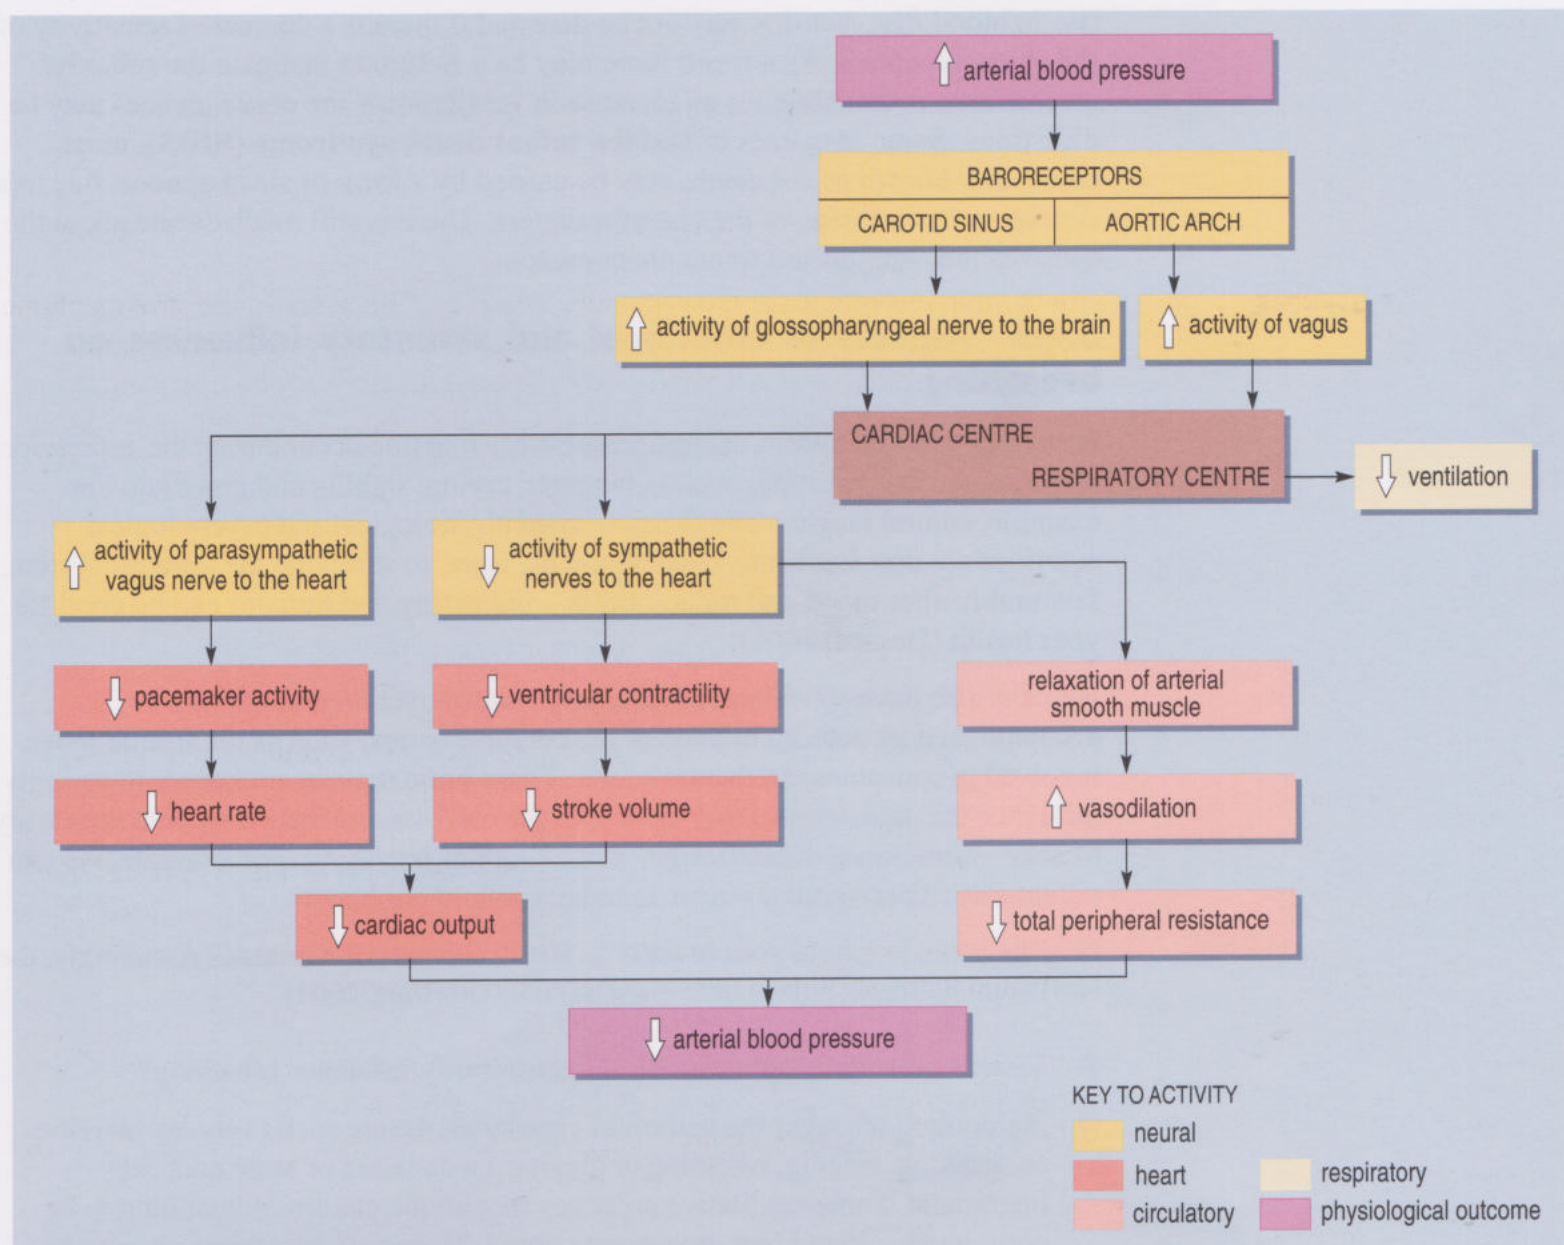 arterial blood pressure
BARORECEPTORS
CAROTID SINUS
AORTIC ARCH
activity of glossopharyngeal nerve to the brain
activity of vagus
CARDIAC CENTRE
RESPIRATORY CENTRE
ventilation
activity of parasympathetic
vagus nerve to the heart
activity of sympathetic
nerves to the heart
pacemaker activity
ventricular contractility
relaxation of arterial
smooth muscle
heart rate
stroke volume
vasodilation
cardiac output
total peripheral resistance
arterial blood pressure
KEY TO ACTIVITY
neural
heart
respiratory
circulatory
physiological outcome